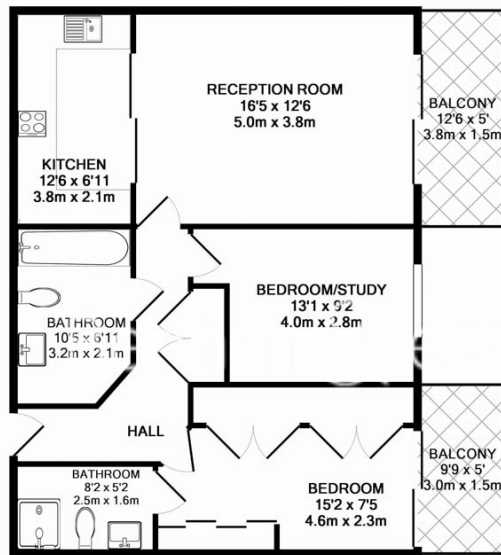 RECEPTION ROOM
16'5 x 12'6
5.0m x 3.8m
BALCONY
12'6 x 5'
3.8m x 1.5m
KITCHEN
12'6 x 6'11
3.8m x 2.1m
BEDROOM/STUDY
13'1 x 9'2
4.0m x 2.8m
BATHROOM
10'5 x 6'11
3.2m x 2.1m
HALL
BATHROOM
8'2 x 5'2
2.5m x 1.6m
BEDROOM
15'2 x 7'5
4.6m x 2.3m
BALCONY
9'9 x 5'
3.0m x 1.5m